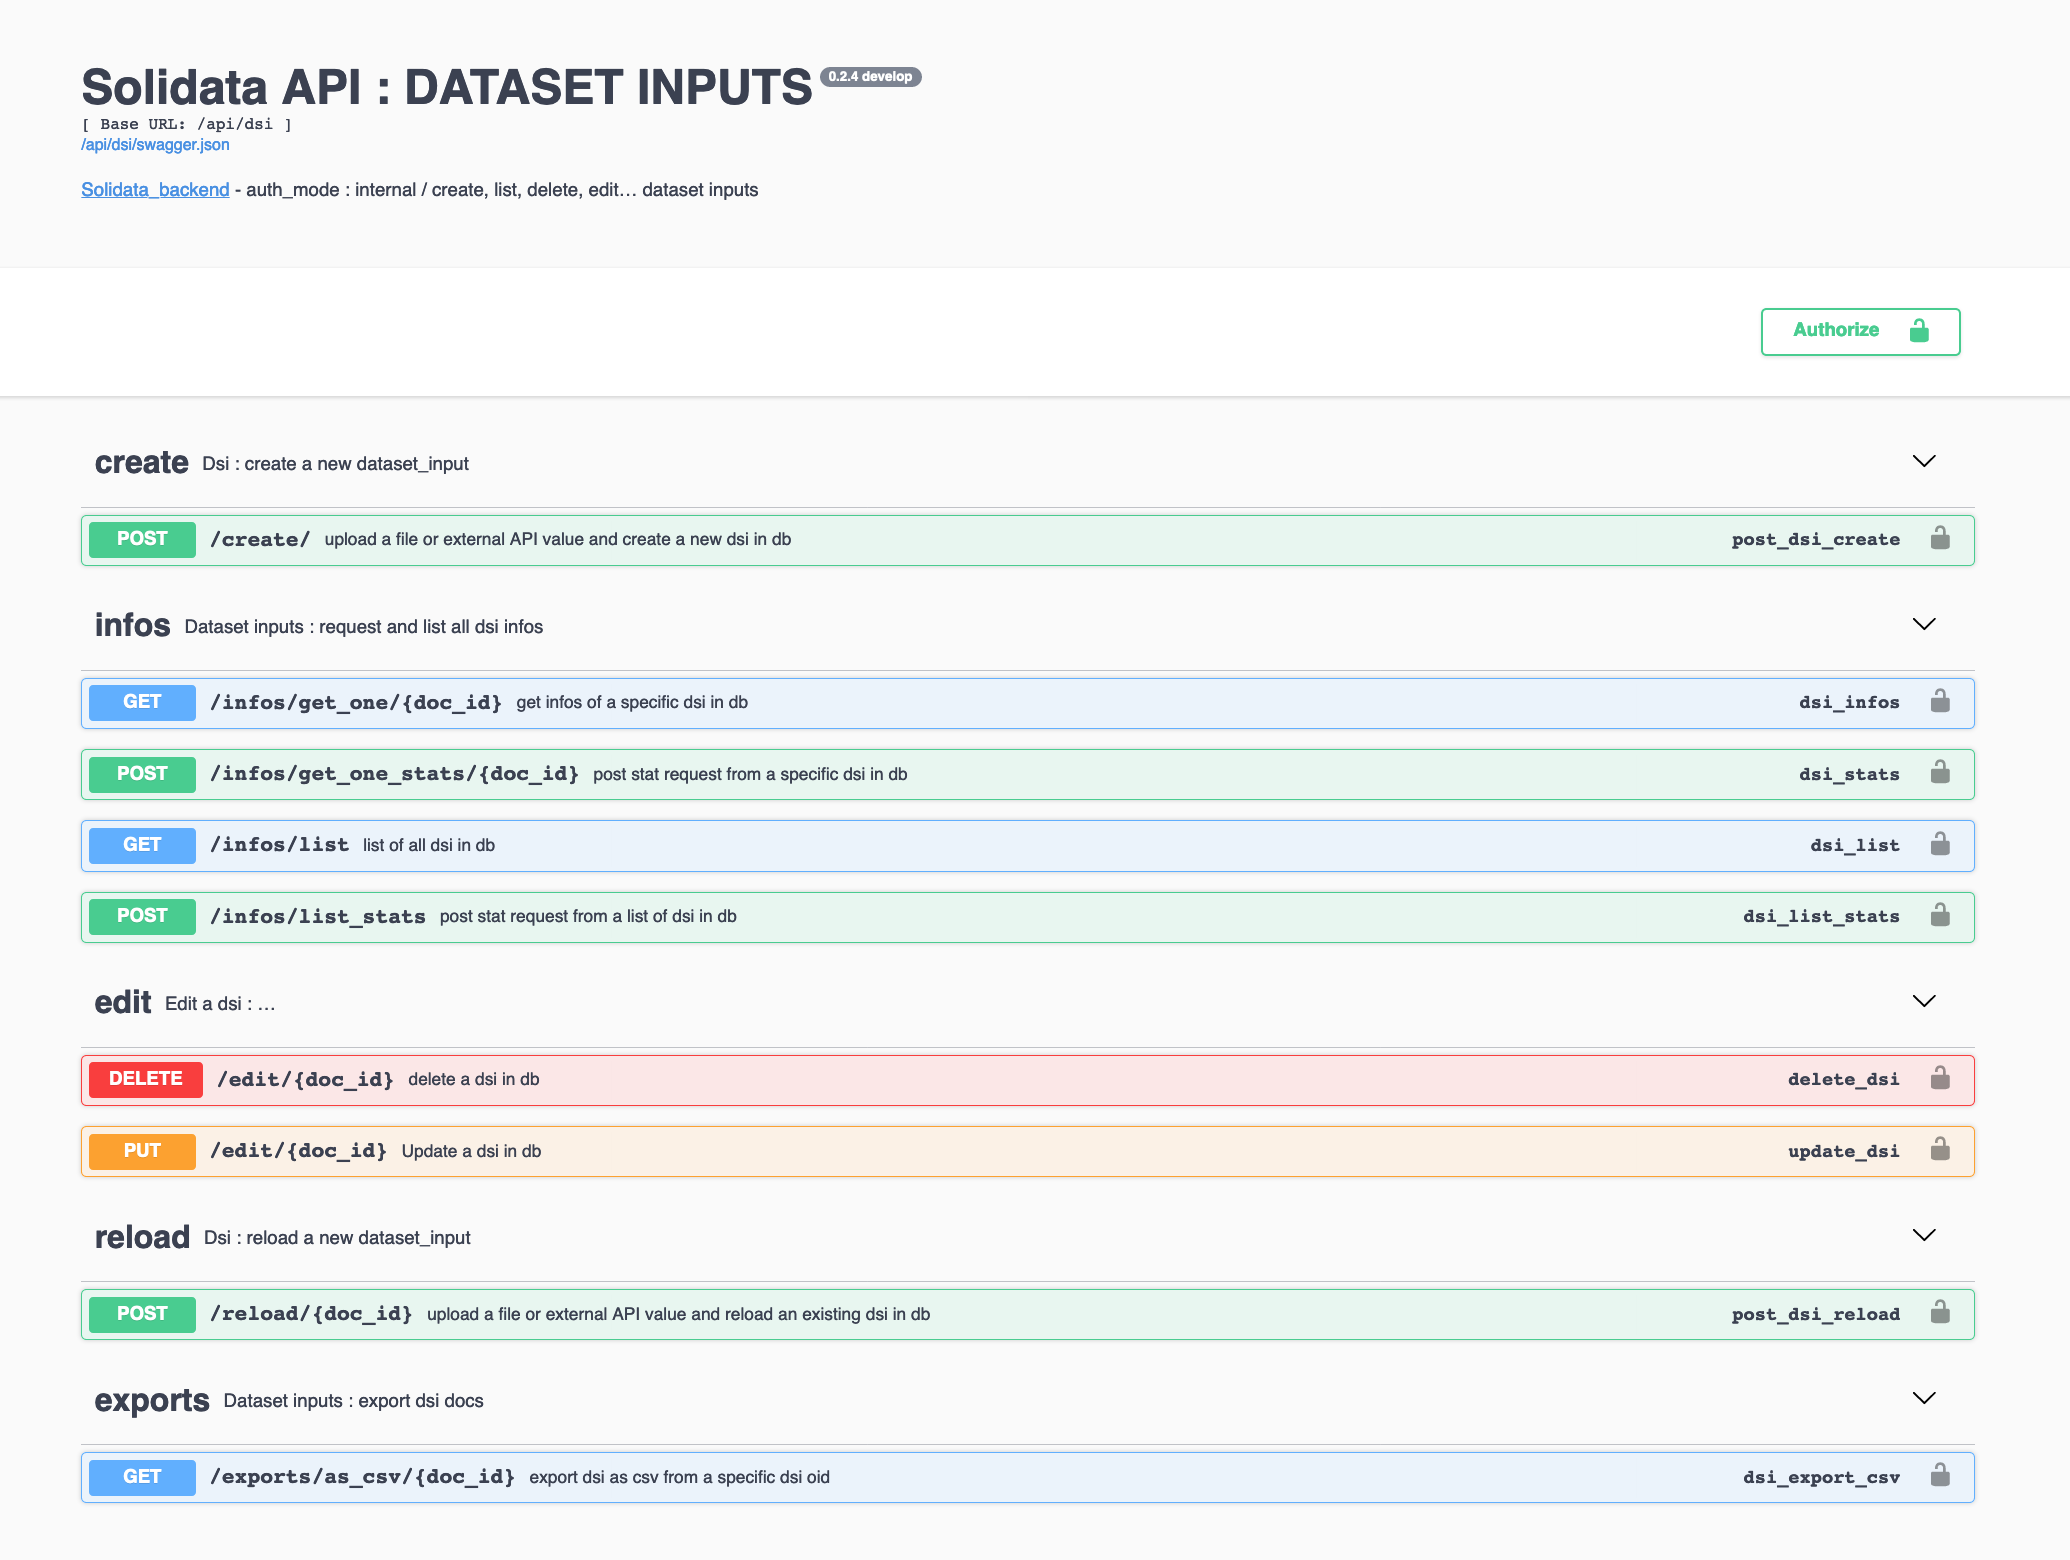 Solidata API : DATASET INPUTS 0.2.4 develop
[ Base URL: /api/dsi ]
/api/dsi/swagger.json
Solidata_backend - auth_mode : internal / create, list, delete, edit… dataset inputs
Authorize
create Dsi : create a new dataset_input
POST /create/ upload a file or external API value and create a new dsi in db post_dsi_create
infos Dataset inputs : request and list all dsi infos
GET /infos/get_one/{doc_id} get infos of a specific dsi in db dsi_infos
POST /infos/get_one_stats/{doc_id} post stat request from a specific dsi in db dsi_stats
GET /infos/list list of all dsi in db dsi_list
POST /infos/list_stats post stat request from a list of dsi in db dsi_list_stats
edit Edit a dsi : …
DELETE /edit/{doc_id} delete a dsi in db delete_dsi
PUT /edit/{doc_id} Update a dsi in db update_dsi
reload Dsi : reload a new dataset_input
POST /reload/{doc_id} upload a file or external API value and reload an existing dsi in db post_dsi_reload
exports Dataset inputs : export dsi docs
GET /exports/as_csv/{doc_id} export dsi as csv from a specific dsi oid dsi_export_csv